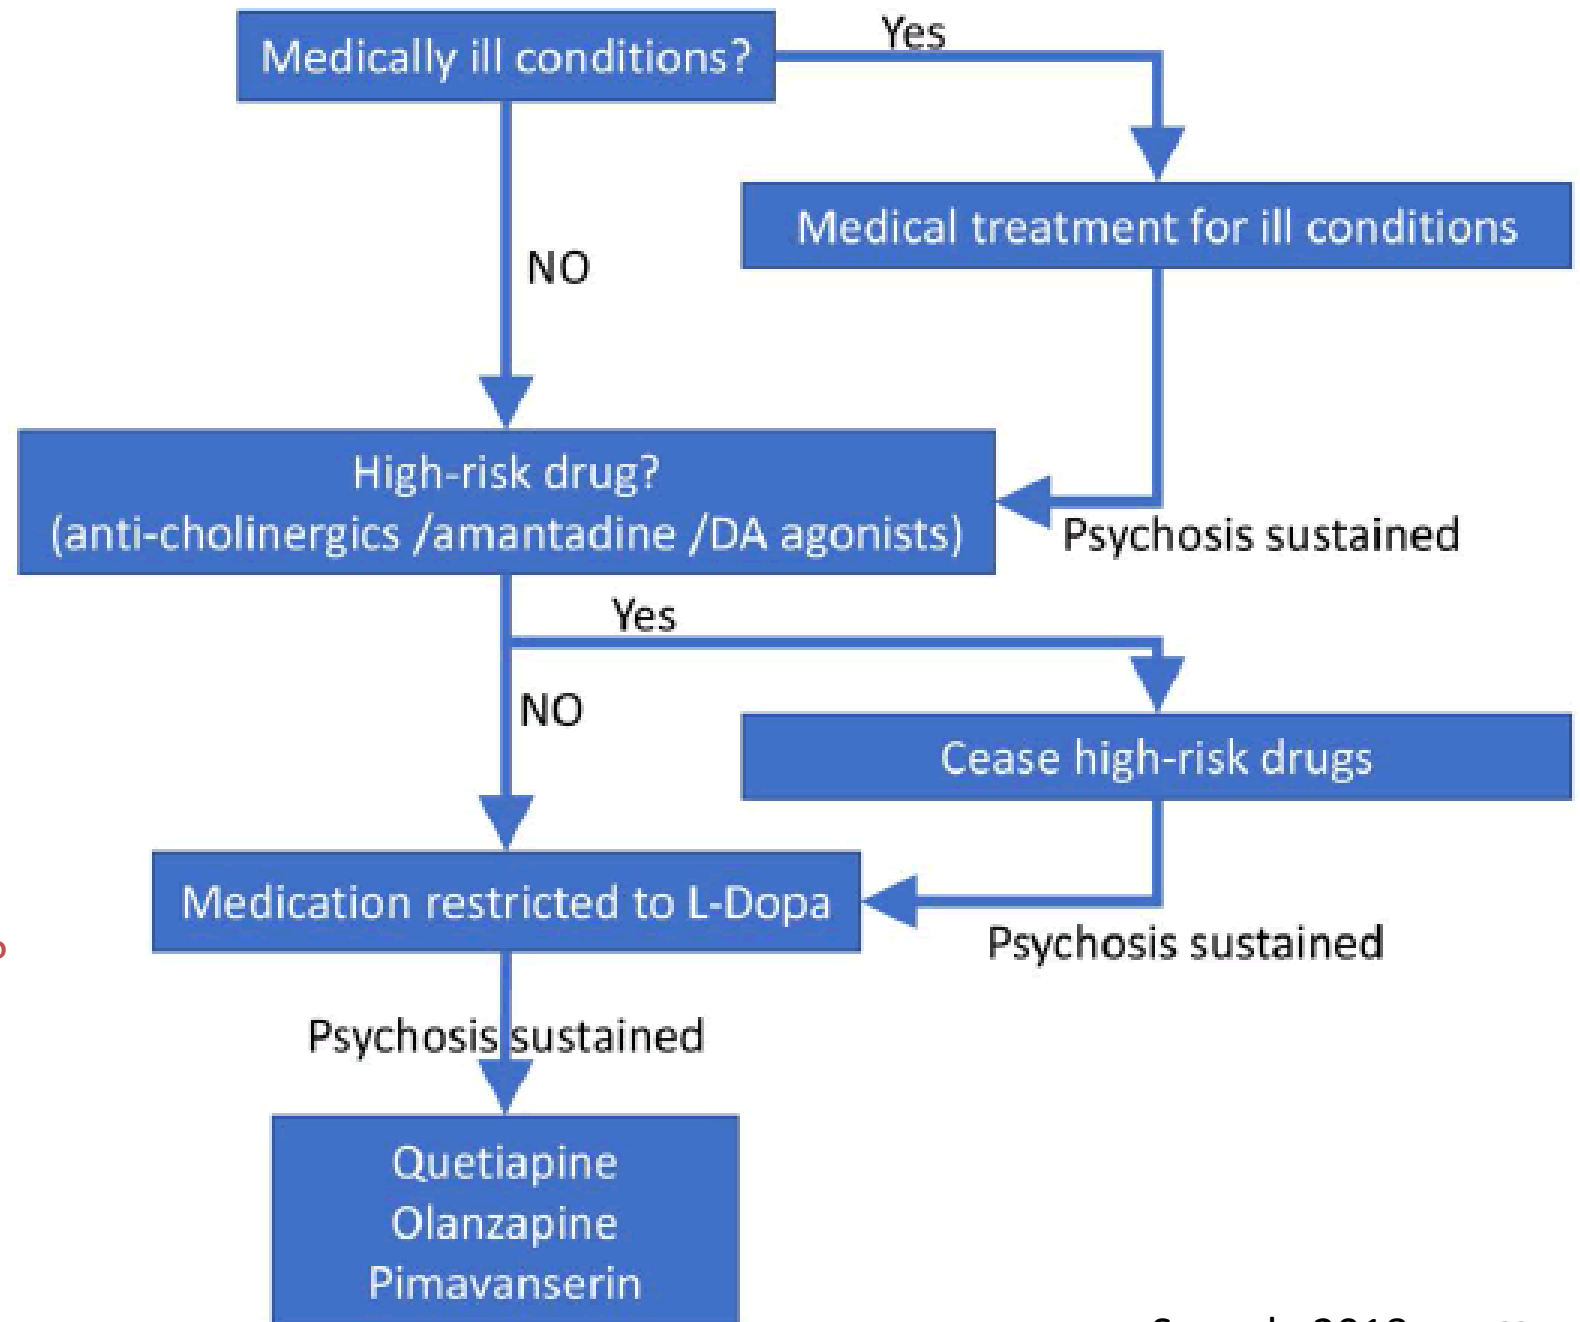 Medically ill conditions?
Yes
Medical treatment for ill conditions
NO
High-risk drug?
(anti-cholinergics /amantadine /DA agonists)
Psychosis sustained
Yes
NO
Cease high-risk drugs
Medication restricted to L-Dopa
Psychosis sustained
Psychosis sustained
Quetiapine
Olanzapine
Pimavanserin